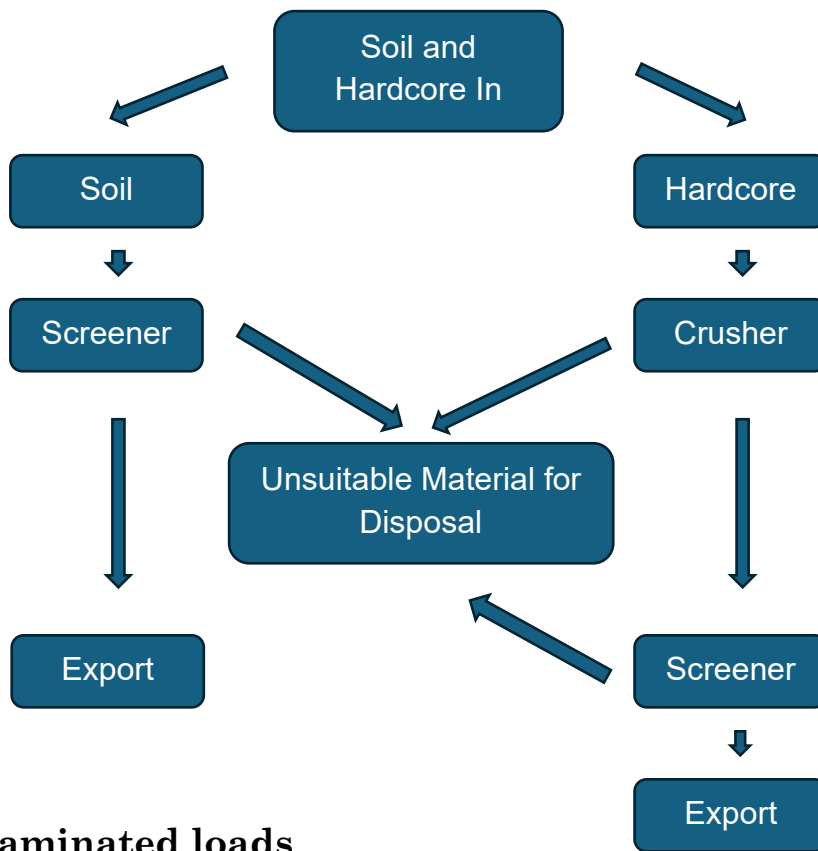 Soil and
Hardcore In
Soil
Hardcore
Screener
Crusher
Unsuitable Material for
Disposal
Export
Screener
Export
aminated loads